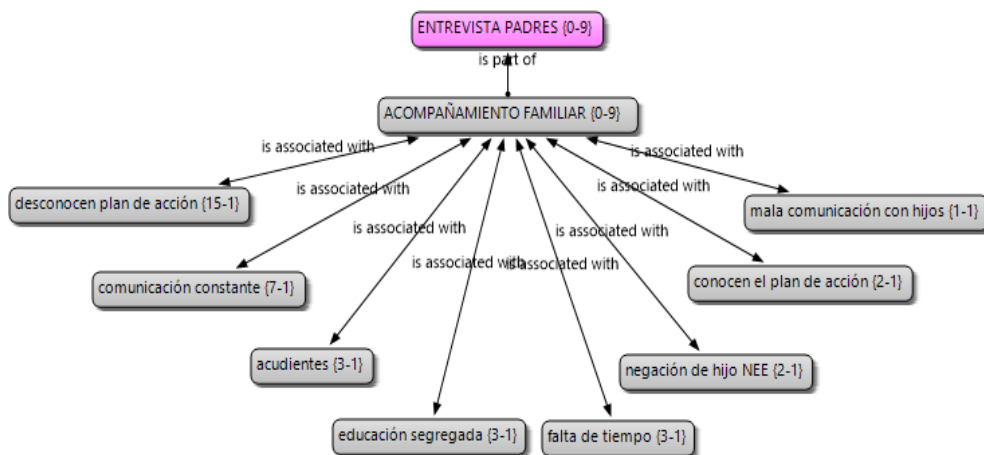 ENTREVISTA PADRES {0-9}
is part of
ACOMPAÑAMIENTO FAMILIAR {0-9}
is associated with
is associated with
is associated with
is associated with
is associated with
is associated with
is associated with
is associated with
desconocen plan de acción {15-1}
mala comunicación con hijos {1-1}
comunicación constante {7-1}
conocen el plan de acción {2-1}
acudientes {3-1}
negación de hijo NEE {2-1}
educación segregada {3-1}
falta de tiempo {3-1}